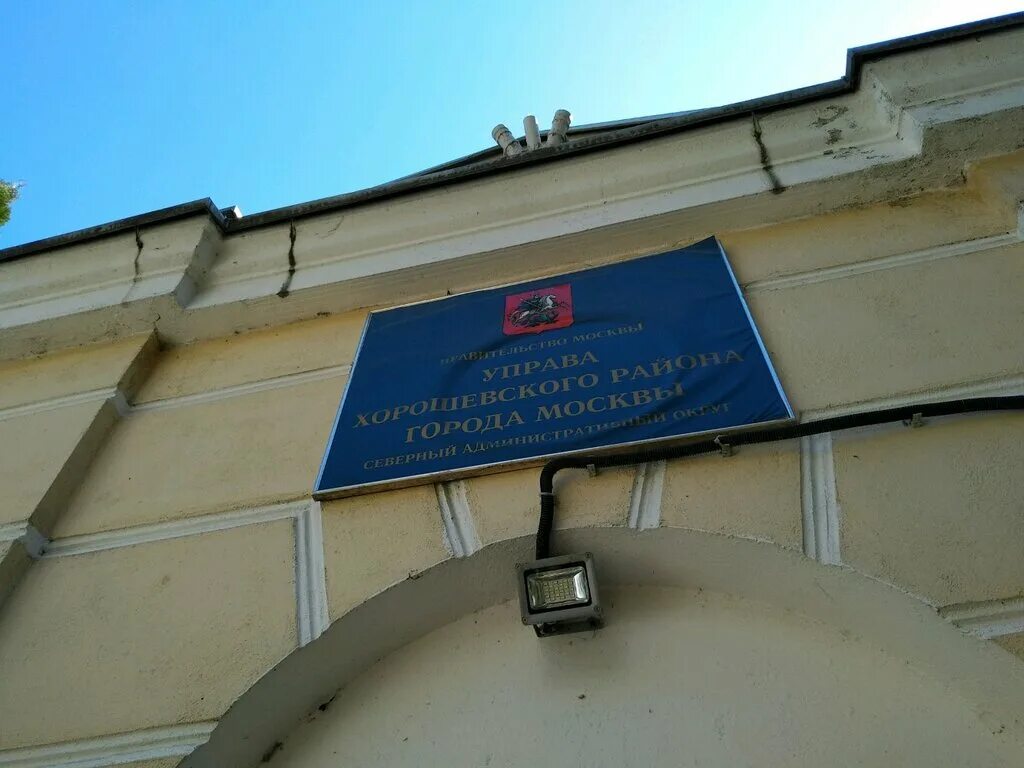 ПРАВИТЕЛЬСТВО МОСКВЫ
УПРАВА
ХОРОШЕВСКОГО РАЙОНА
ГОРОДА МОСКВЫ
СЕВЕРНЫЙ АДМИНИСТРАТИВНЫЙ ОКРУГ